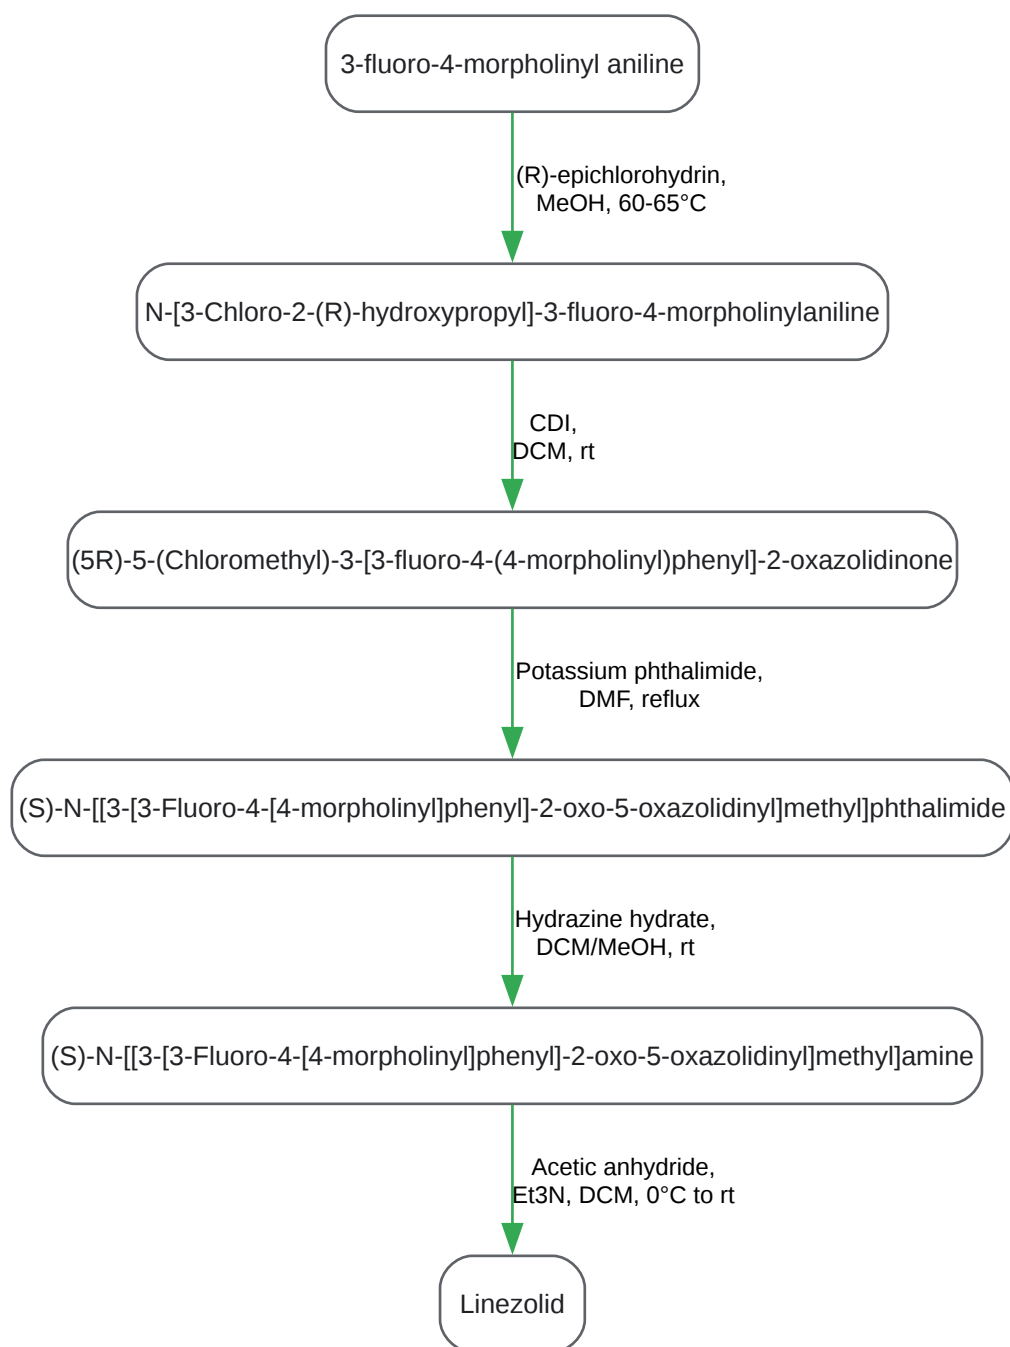 3-fluoro-4-morpholinyl aniline
(R)-epichlorohydrin,
MeOH, 60-65°C
N-[3-Chloro-2-(R)-hydroxypropyl]-3-fluoro-4-morpholinylaniline
CDI,
DCM, rt
(5R)-5-(Chloromethyl)-3-[3-fluoro-4-(4-morpholinyl)phenyl]-2-oxazolidinone
Potassium phthalimide,
DMF, reflux
(S)-N-[[3-[3-Fluoro-4-[4-morpholinyl]phenyl]-2-oxo-5-oxazolidinyl]methyl]phthalimide
Hydrazine hydrate,
DCM/MeOH, rt
(S)-N-[[3-[3-Fluoro-4-[4-morpholinyl]phenyl]-2-oxo-5-oxazolidinyl]methyl]amine
Acetic anhydride,
Et3N, DCM, 0°C to rt
Linezolid